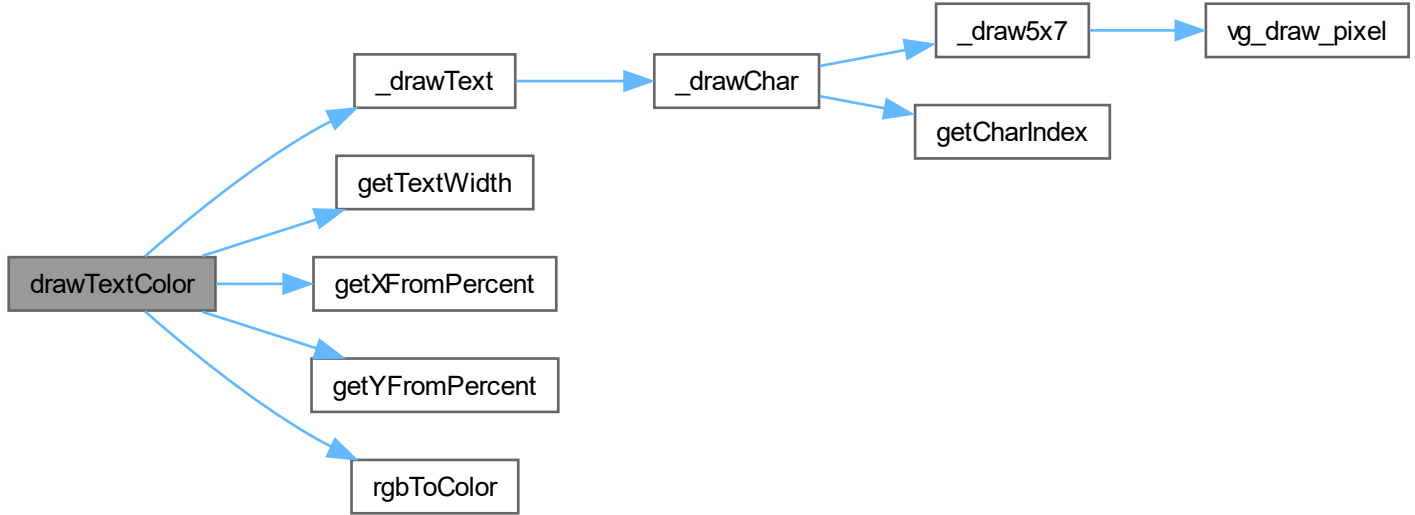 drawTextColor
_drawText
getTextWidth
getXFromPercent
getYFromPercent
rgbToColor
_drawChar
_draw5x7
getCharIndex
vg_draw_pixel